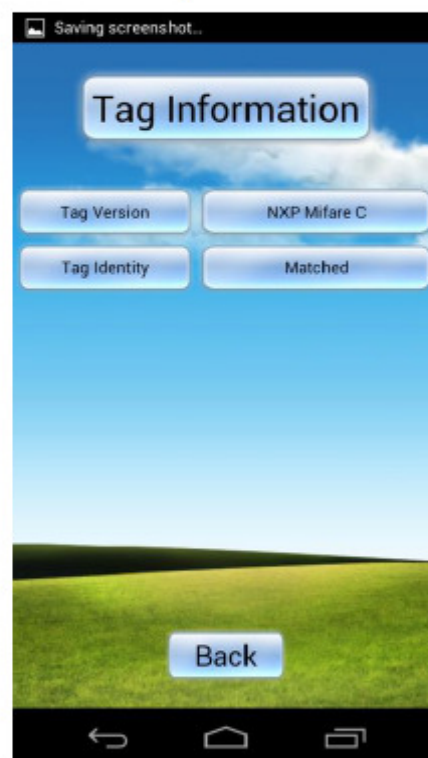 Saving screenshot..
Tag Information
Tag Version
NXP Mifare C
Tag Identity
Matched
Back